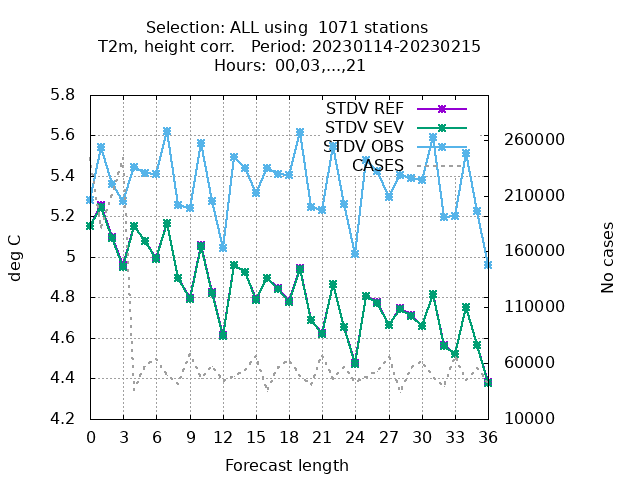 Selection: ALL using  1071 stations
T2m, height corr.   Period: 20230114-20230215
Hours: 00,03,...,21
STDV REF
STDV SEV
STDV OBS
CASES
5.8
5.6
5.4
5.2
5
4.8
4.6
4.4
4.2
deg C
260000
210000
160000
110000
60000
10000
No cases
0 3 6 9 12 15 18 21 24 27 30 33 36
Forecast length